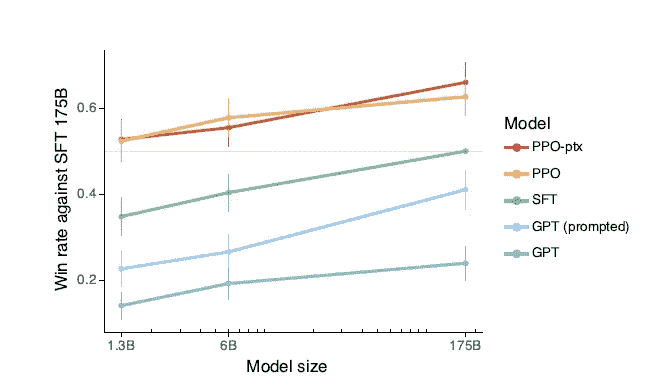 Win rate against SFT 175B
0.6
0.4
0.2
1.3B
6B
175B
Model size
Model
PPO-ptx
PPO
SFT
GPT (prompted)
GPT